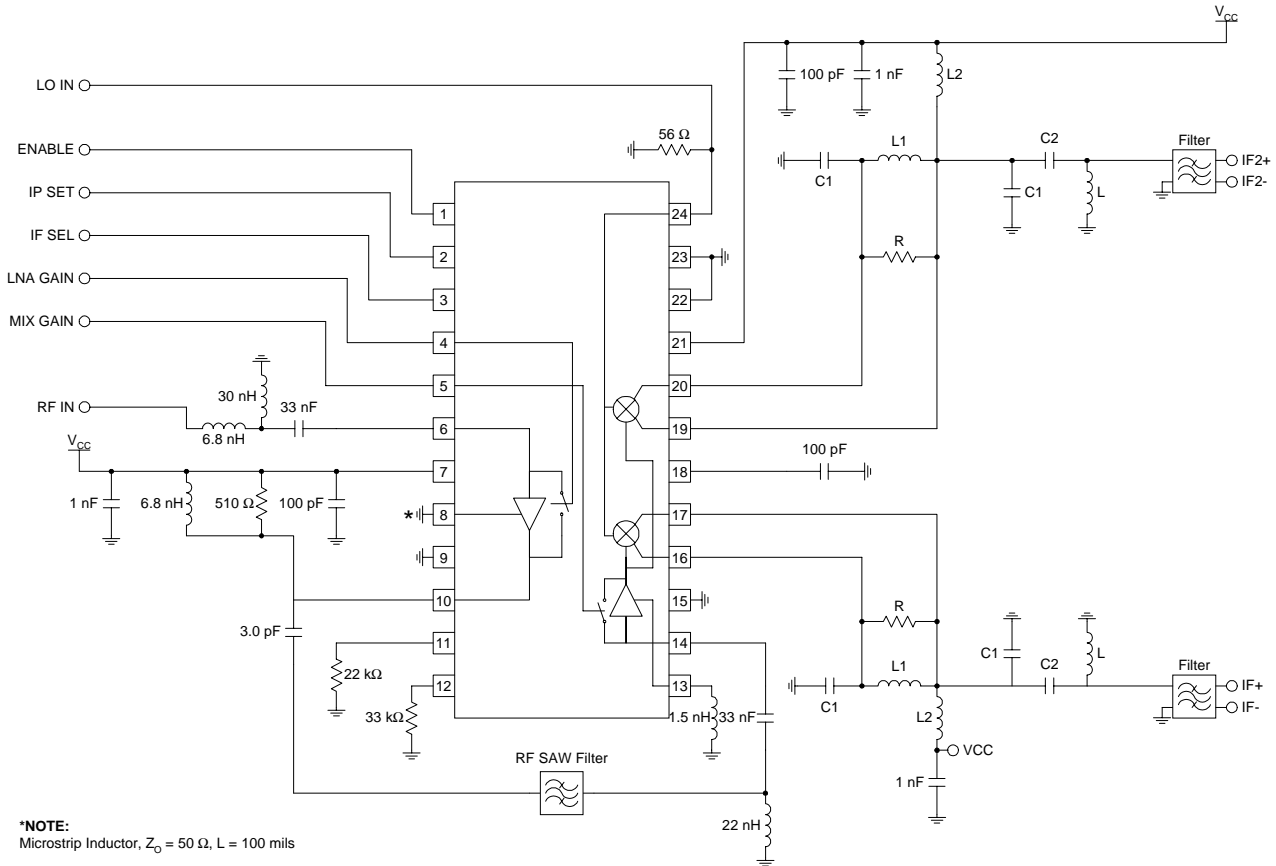 V_CC
100 pF
1 nF
L2
LO IN
56 Ω
ENABLE
L1
C2
Filter
IF2+
IF2-
C1
C1
L
IP SET
1
24
IF SEL
2
23
R
LNA GAIN
3
22
MIX GAIN
4
21
5
20
30 nH
33 nF
RF IN
6.8 nH
6
19
V_CC
100 pF
7
18
1 nF
6.8 nH
510 Ω
100 pF
*
8
17
9
16
10
15
R
3.0 pF
11
14
C1
C2
L
Filter
22 kΩ
L1
IF+
IF-
12
13
C1
33 kΩ
1.5 nH
33 nF
L2
VCC
RF SAW Filter
1 nF
22 nH
*NOTE:
Microstrip Inductor, Z_O = 50 Ω, L = 100 mils